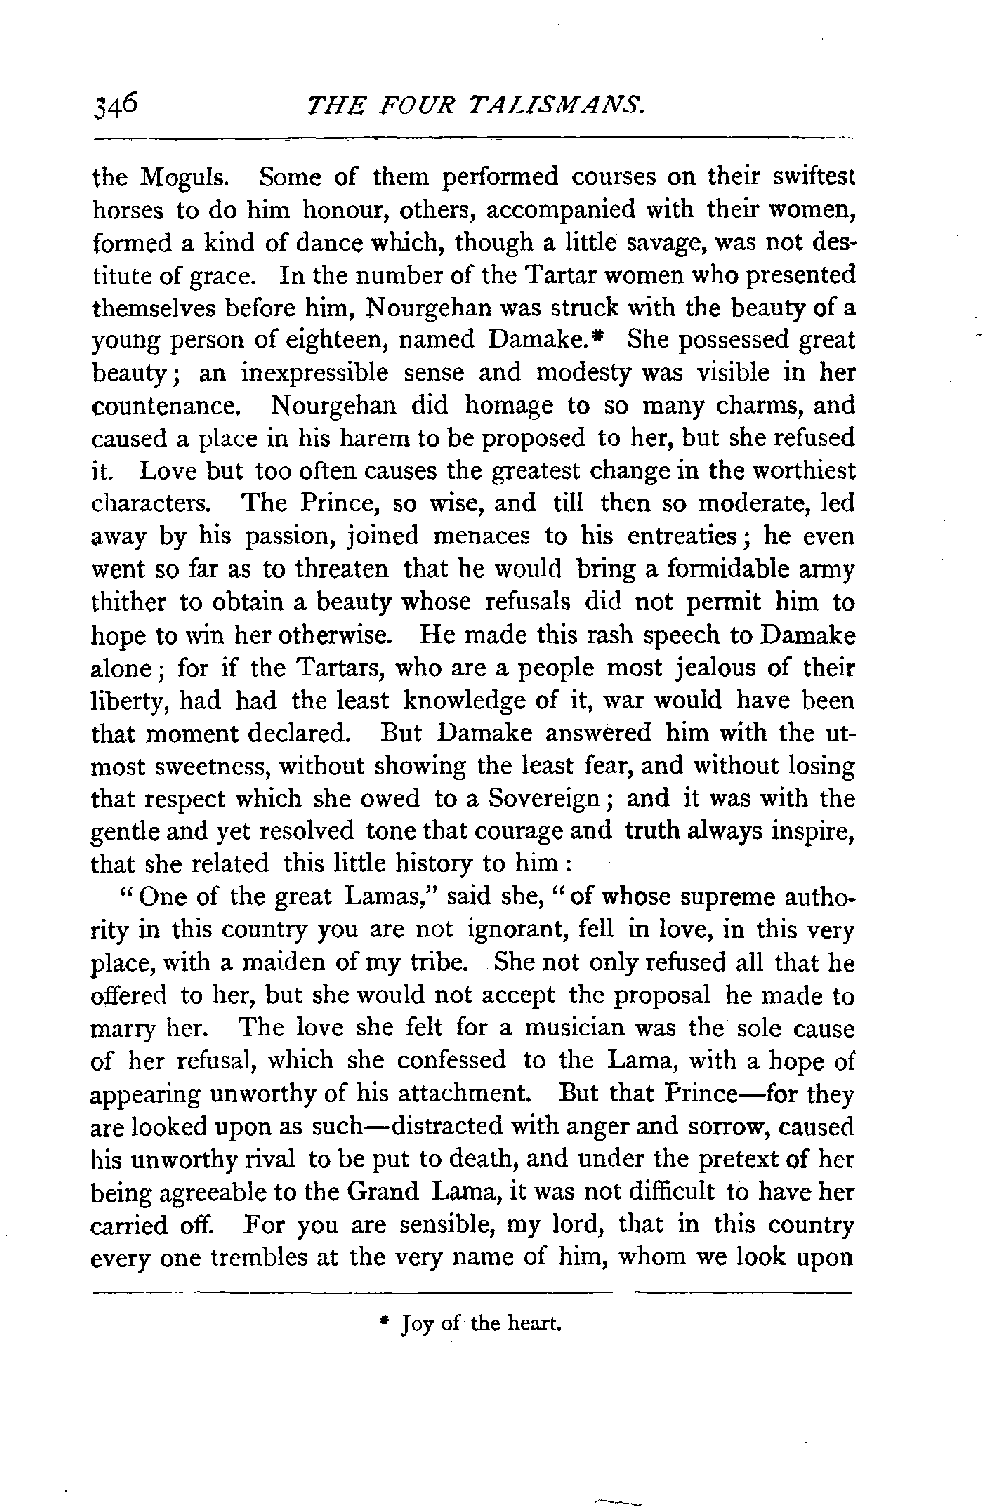 346 THE FOUR TALISMANS.
the Moguls. Some of them performed courses on their swiftest
horses to do him honour, others, accompanied with their women,
formed a kind of dance which, though a little savage, was not des-
titute of grace. In the number of the Tartar women who presented
themselves before him, Nourgehan was struck with the beauty of a
young person of eighteen, named Damake.* She possessed great
beauty; an inexpressible sense and modesty was visible in her
countenance. Nourgehan did homage to so many charms, and
caused a place in his harem to be proposed to her, but she refused
it. Love but too often causes the greatest change in the worthiest
characters. The Prince, so wise, and till then so moderate, led
away by his passion, joined menaces to his entreaties; he even
went so far as to threaten that he would bring a formidable army
thither to obtain a beauty whose refusals did not permit him to
hope to win her otherwise. He made this rash speech to Damake
alone; for if the Tartars, who are a people most jealous of their
liberty, had had the least knowledge of it, war would have been
that moment declared. But Damake answered him with the ut-
most sweetness, without showing the least fear, and without losing
that respect which she owed to a Sovereign; and it was with the
gentle and yet resolved tone that courage and truth always inspire,
that she related this little history to him:
"One of the great Lamas," said she, "of whose supreme autho-
rity in this country you are not ignorant, fell in love, in this very
place, with a maiden of my tribe. She not only refused all that he
offered to her, but she would not accept the proposal he made to
marry her. The love she felt for a musician was the sole cause
of her refusal, which she confessed to the Lama, with a hope of
appearing unworthy of his attachment. But that Prince—for they
are looked upon as such—distracted with anger and sorrow, caused
his unworthy rival to be put to death, and under the pretext of her
being agreeable to the Grand Lama, it was not difficult to have her
carried off. For you are sensible, my lord, that in this country
every one trembles at the very name of him, whom we look upon
* Joy of the heart.